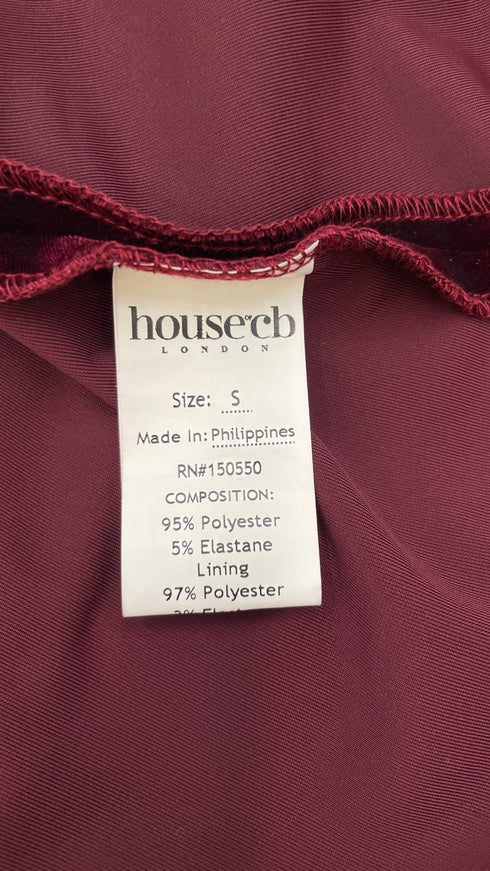 house of cb
LONDON
Size: S
Made In: Philippines
RN#150550
COMPOSITION:
95% Polyester
5% Elastane
Lining
97% Polyester